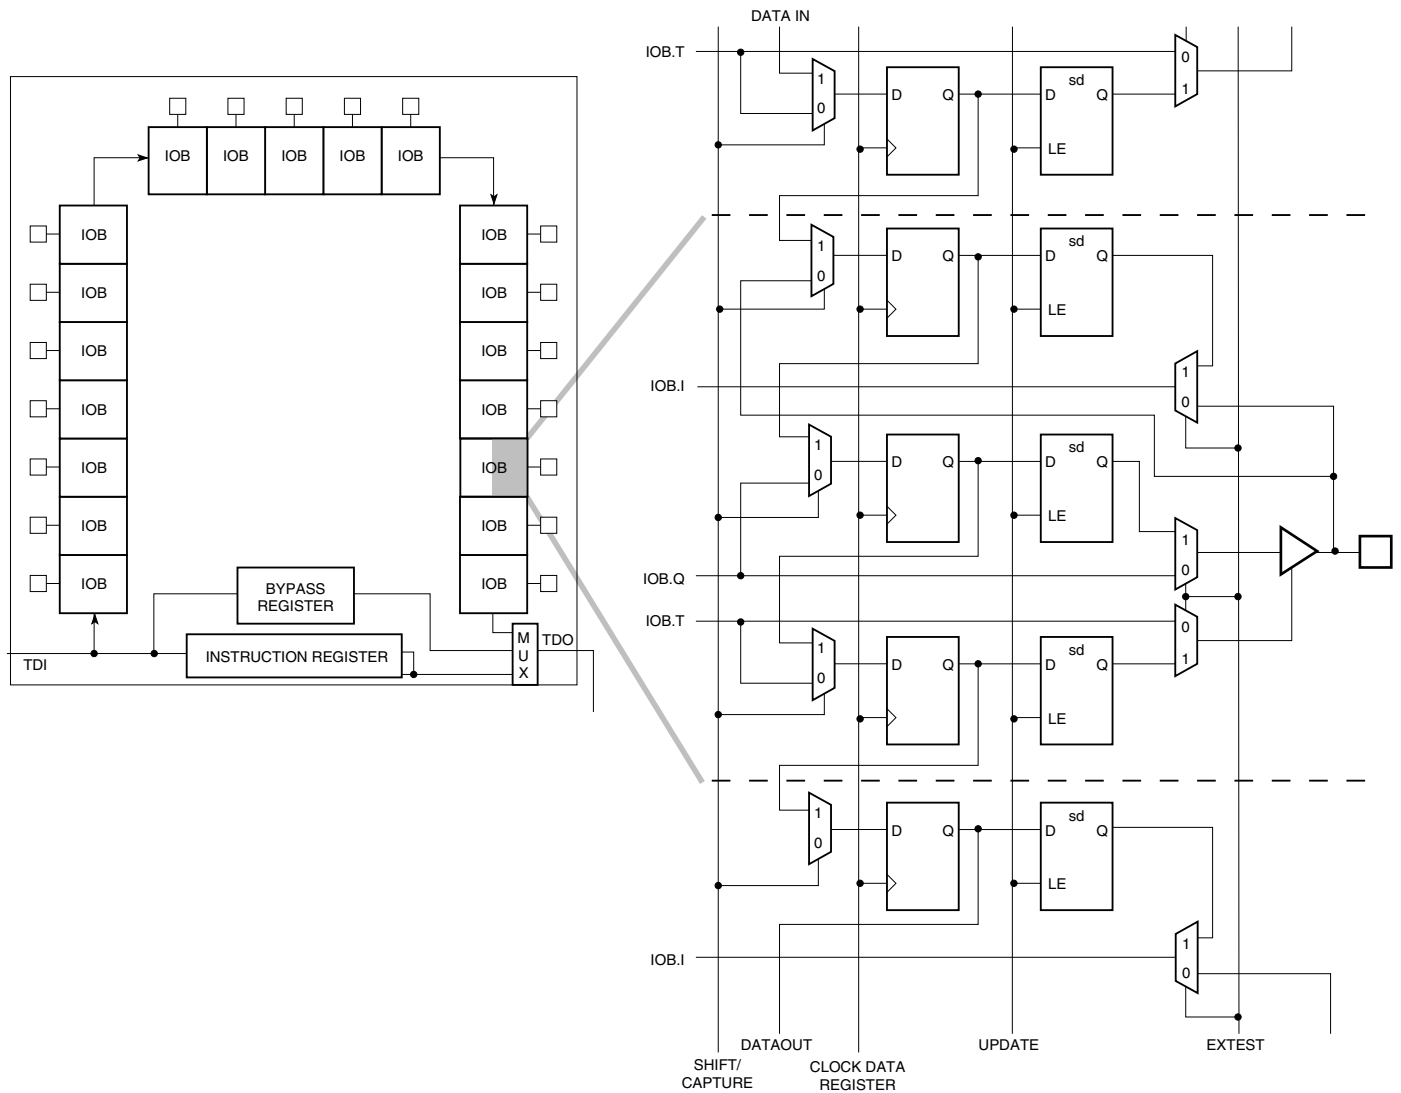 DATA IN
IOB.T
1
0
D
Q
D
sd
Q
LE
0
1
IOB IOB IOB IOB IOB
IOB
IOB
IOB
IOB
IOB
IOB
IOB
IOB
IOB
IOB
IOB
IOB
IOB
IOB
BYPASS
REGISTER
INSTRUCTION REGISTER
TDI
M
U
X
TDO
1
0
D
Q
D
sd
Q
LE
IOB.I
1
0
1
0
D
Q
D
sd
Q
LE
1
0
IOB.Q
IOB.T
0
1
1
0
D
Q
D
sd
Q
LE
1
0
D
Q
D
sd
Q
LE
IOB.I
1
0
SHIFT/
CAPTURE
DATAOUT
CLOCK DATA
REGISTER
UPDATE
EXTEST